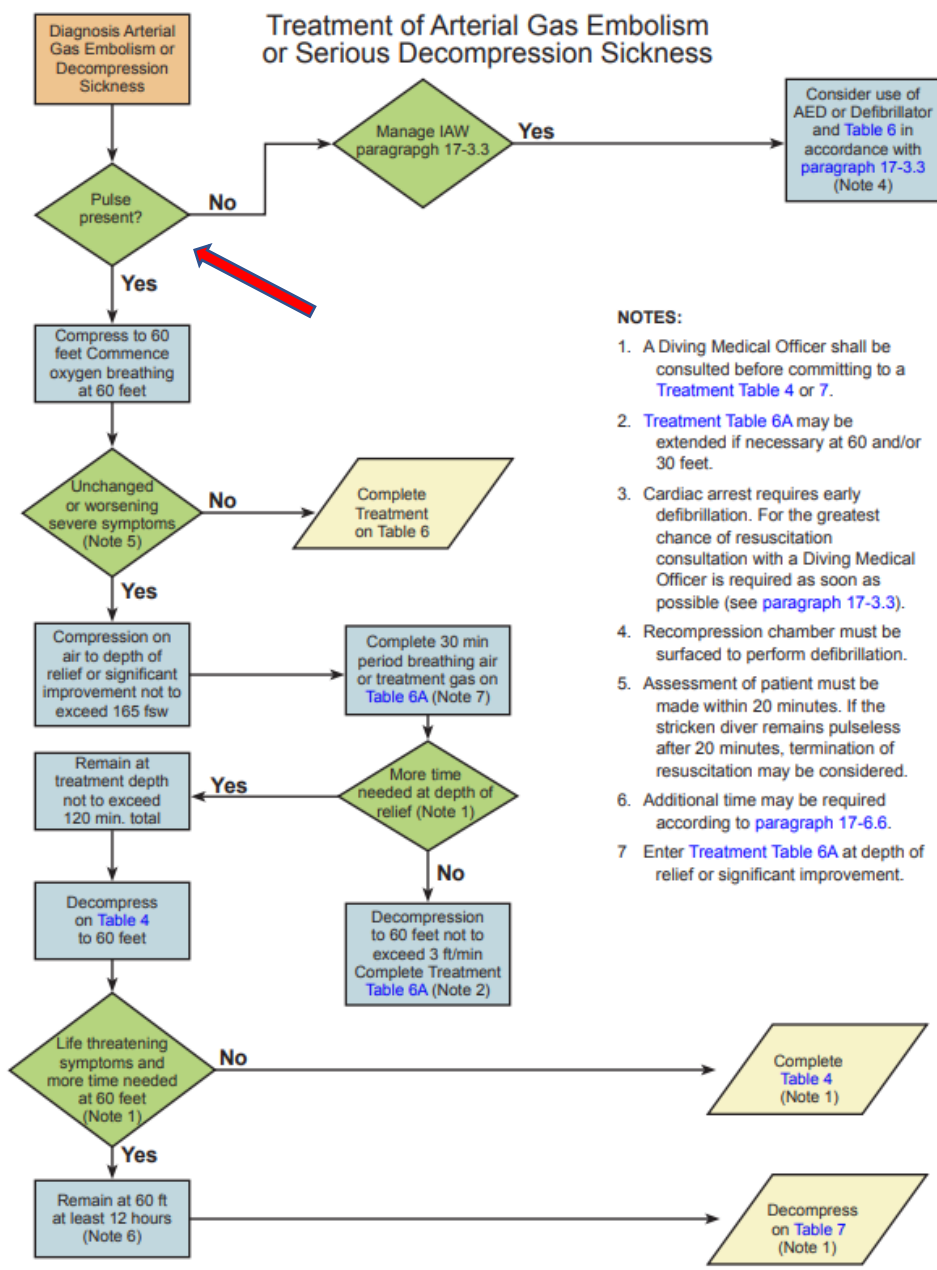 Treatment of Arterial Gas Embolism
or Serious Decompression Sickness
Diagnosis Arterial
Gas Embolism or
Decompression
Sickness
Pulse
present?
No
Manage IAW
paragrapgh 17-3.3
Yes
Consider use of
AED or Defibrillator
and Table 6 in
accordance with
paragraph 17-3.3
(Note 4)
Yes
Compress to 60
feet Commence
oxygen breathing
at 60 feet
Unchanged
or worsening
severe symptoms
(Note 5)
No
Complete
Treatment
on Table 6
Yes
Compression on
air to depth of
relief or significant
improvement not to
exceed 165 fsw
Complete 30 min
period breathing air
or treatment gas on
Table 6A (Note 7)
More time
needed at depth of
relief (Note 1)
Yes
Remain at
treatment depth
not to exceed
120 min. total
No
Decompression
to 60 feet not to
exceed 3 ft/min
Complete Treatment
Table 6A (Note 2)
Decompress
on Table 4
to 60 feet
Life threatening
symptoms and
more time needed
at 60 feet
(Note 1)
No
Complete
Table 4
(Note 1)
Yes
Remain at 60 ft
at least 12 hours
(Note 6)
Decompress
on Table 7
(Note 1)
NOTES:
1. A Diving Medical Officer shall be
consulted before committing to a
Treatment Table 4 or 7.
2. Treatment Table 6A may be
extended if necessary at 60 and/or
30 feet.
3. Cardiac arrest requires early
defibrillation. For the greatest
chance of resuscitation
consultation with a Diving Medical
Officer is required as soon as
possible (see paragraph 17-3.3).
4. Recompression chamber must be
surfaced to perform defibrillation.
5. Assessment of patient must be
made within 20 minutes. If the
stricken diver remains pulseless
after 20 minutes, termination of
resuscitation may be considered.
6. Additional time may be required
according to paragraph 17-6.6.
7 Enter Treatment Table 6A at depth of
relief or significant improvement.